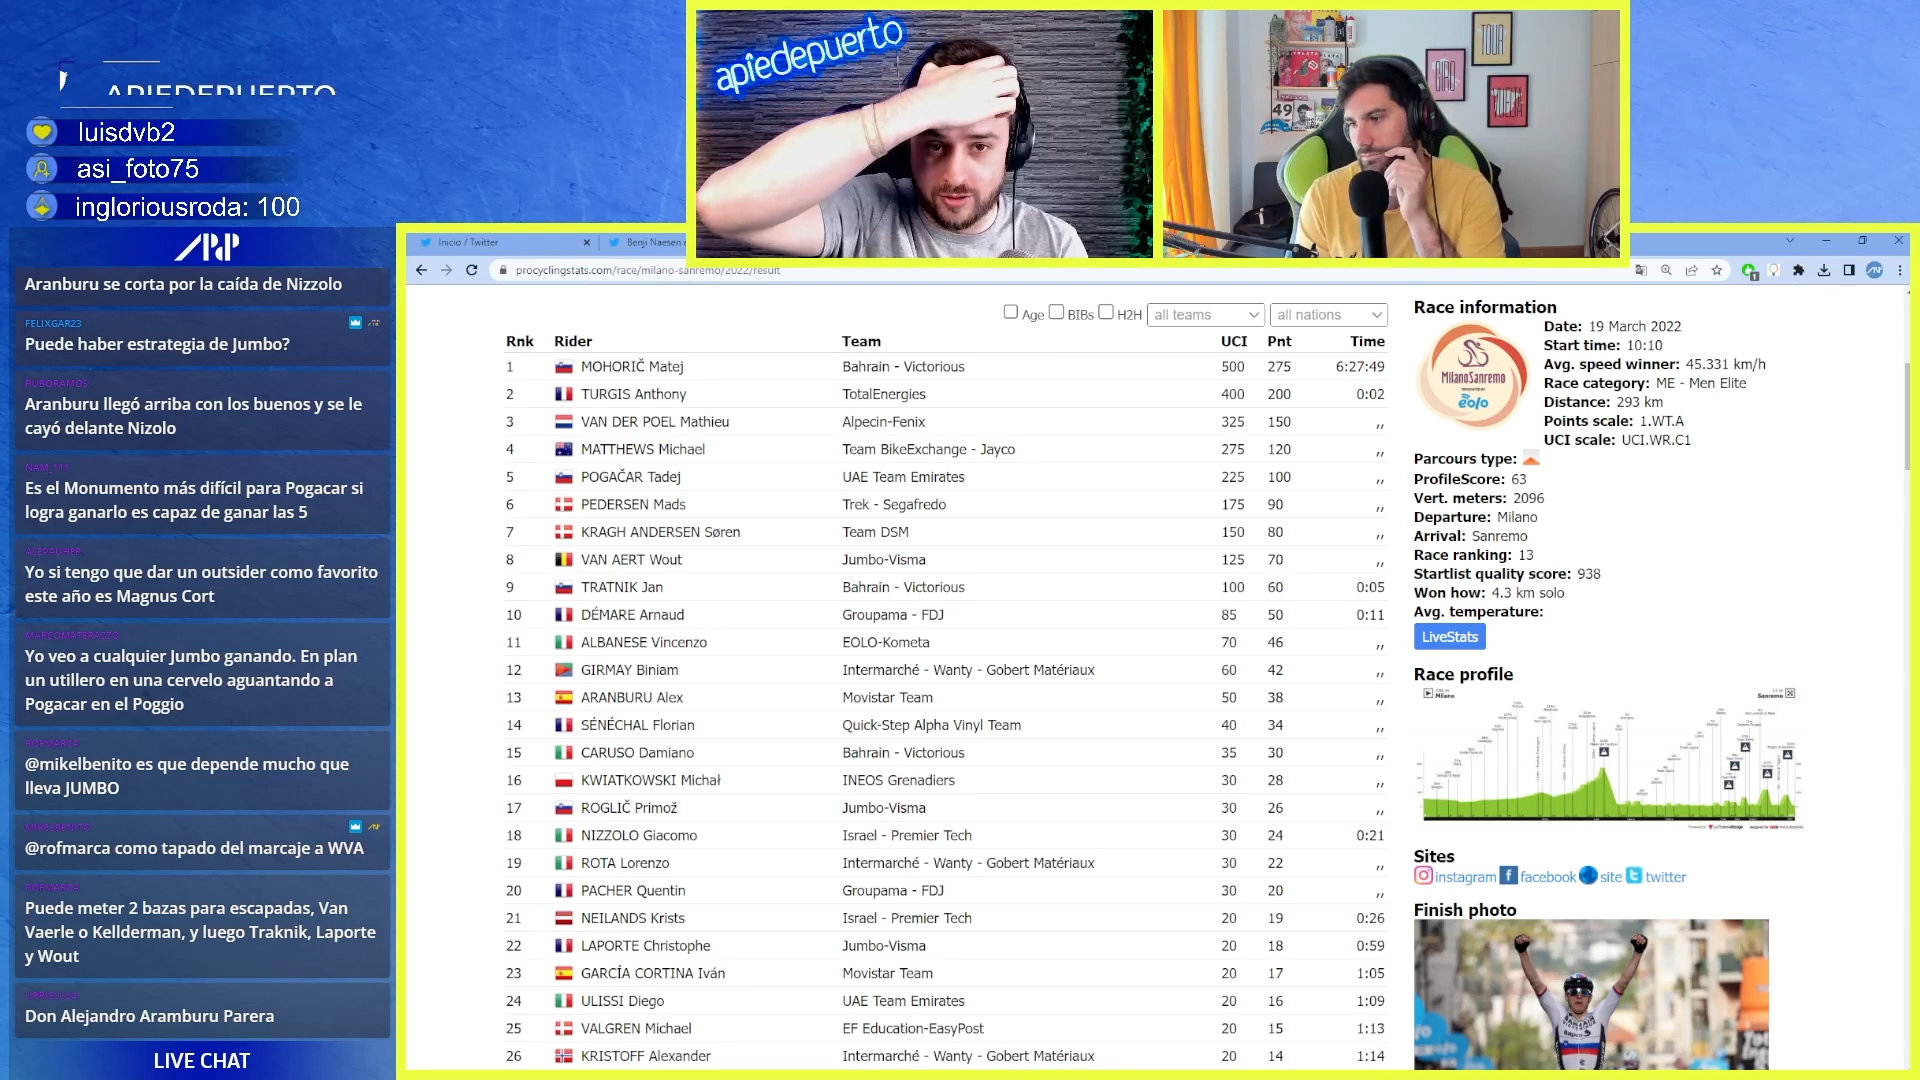 APIEDEPUERTO
luisdvb2
asi_foto75
ingloriousroda: 100
Aranburu se corta por la caída de Nizzolo
FELIXGAR23
Puede haber estrategia de Jumbo?
RUBORAMOS
Aranburu llegó arriba con los buenos y se le
cayó delante Nizolo
Es el Monumento más difícil para Pogacar si
logra ganarlo es capaz de ganar las 5
Yo si tengo que dar un outsider como favorito
este año es Magnus Cort
MARCOMATERAZZO
Yo veo a cualquier Jumbo ganando. En plan
un utillero en una cervelo aguantando a
Pogacar en el Poggio
ROFMARCA
@mikelbenito es que depende mucho que
lleva JUMBO
MIKELBENITO
@rofmarca como tapado del marcaje a WVA
ROFMARCA
Puede meter 2 bazas para escapadas, Van
Vaerle o Kellderman, y luego Traknik, Laporte
y Wout
Don Alejandro Aramburu Parera
LIVE CHAT
apiedepuerto
TOUR
GIRO
VUELTA
49
Inicio / Twitter
Benji Naesen
procyclingstats.com/race/milano-sanremo/2022/result
Age BIBs H2H all teams all nations
Rnk Rider Team UCI Pnt Time
1 MOHORIČ Matej Bahrain - Victorious 500 275 6:27:49
2 TURGIS Anthony TotalEnergies 400 200 0:02
3 VAN DER POEL Mathieu Alpecin-Fenix 325 150 ,,
4 MATTHEWS Michael Team BikeExchange - Jayco 275 120 ,,
5 POGAČAR Tadej UAE Team Emirates 225 100 ,,
6 PEDERSEN Mads Trek - Segafredo 175 90 ,,
7 KRAGH ANDERSEN Søren Team DSM 150 80 ,,
8 VAN AERT Wout Jumbo-Visma 125 70 ,,
9 TRATNIK Jan Bahrain - Victorious 100 60 0:05
10 DÉMARE Arnaud Groupama - FDJ 85 50 0:11
11 ALBANESE Vincenzo EOLO-Kometa 70 46 ,,
12 GIRMAY Biniam Intermarché - Wanty - Gobert Matériaux 60 42 ,,
13 ARANBURU Alex Movistar Team 50 38 ,,
14 SÉNÉCHAL Florian Quick-Step Alpha Vinyl Team 40 34 ,,
15 CARUSO Damiano Bahrain - Victorious 35 30 ,,
16 KWIATKOWSKI Michał INEOS Grenadiers 30 28 ,,
17 ROGLIČ Primož Jumbo-Visma 30 26 ,,
18 NIZZOLO Giacomo Israel - Premier Tech 30 24 0:21
19 ROTA Lorenzo Intermarché - Wanty - Gobert Matériaux 30 22 ,,
20 PACHER Quentin Groupama - FDJ 30 20 ,,
21 NEILANDS Krists Israel - Premier Tech 20 19 0:26
22 LAPORTE Christophe Jumbo-Visma 20 18 0:59
23 GARCÍA CORTINA Iván Movistar Team 20 17 1:05
24 ULISSI Diego UAE Team Emirates 20 16 1:09
25 VALGREN Michael EF Education-EasyPost 20 15 1:13
26 KRISTOFF Alexander Intermarché - Wanty - Gobert Matériaux 20 14 1:14
Race information
MilanoSanremo
eolo
Date: 19 March 2022
Start time: 10:10
Avg. speed winner: 45.331 km/h
Race category: ME - Men Elite
Distance: 293 km
Points scale: 1.WT.A
UCI scale: UCI.WR.C1
Parcours type:
ProfileScore: 63
Vert. meters: 2096
Departure: Milano
Arrival: Sanremo
Race ranking: 13
Startlist quality score: 938
Won how: 4.3 km solo
Avg. temperature:
LiveStats
Race profile
Milano
Sanremo
Sites
instagram facebook site twitter
Finish photo